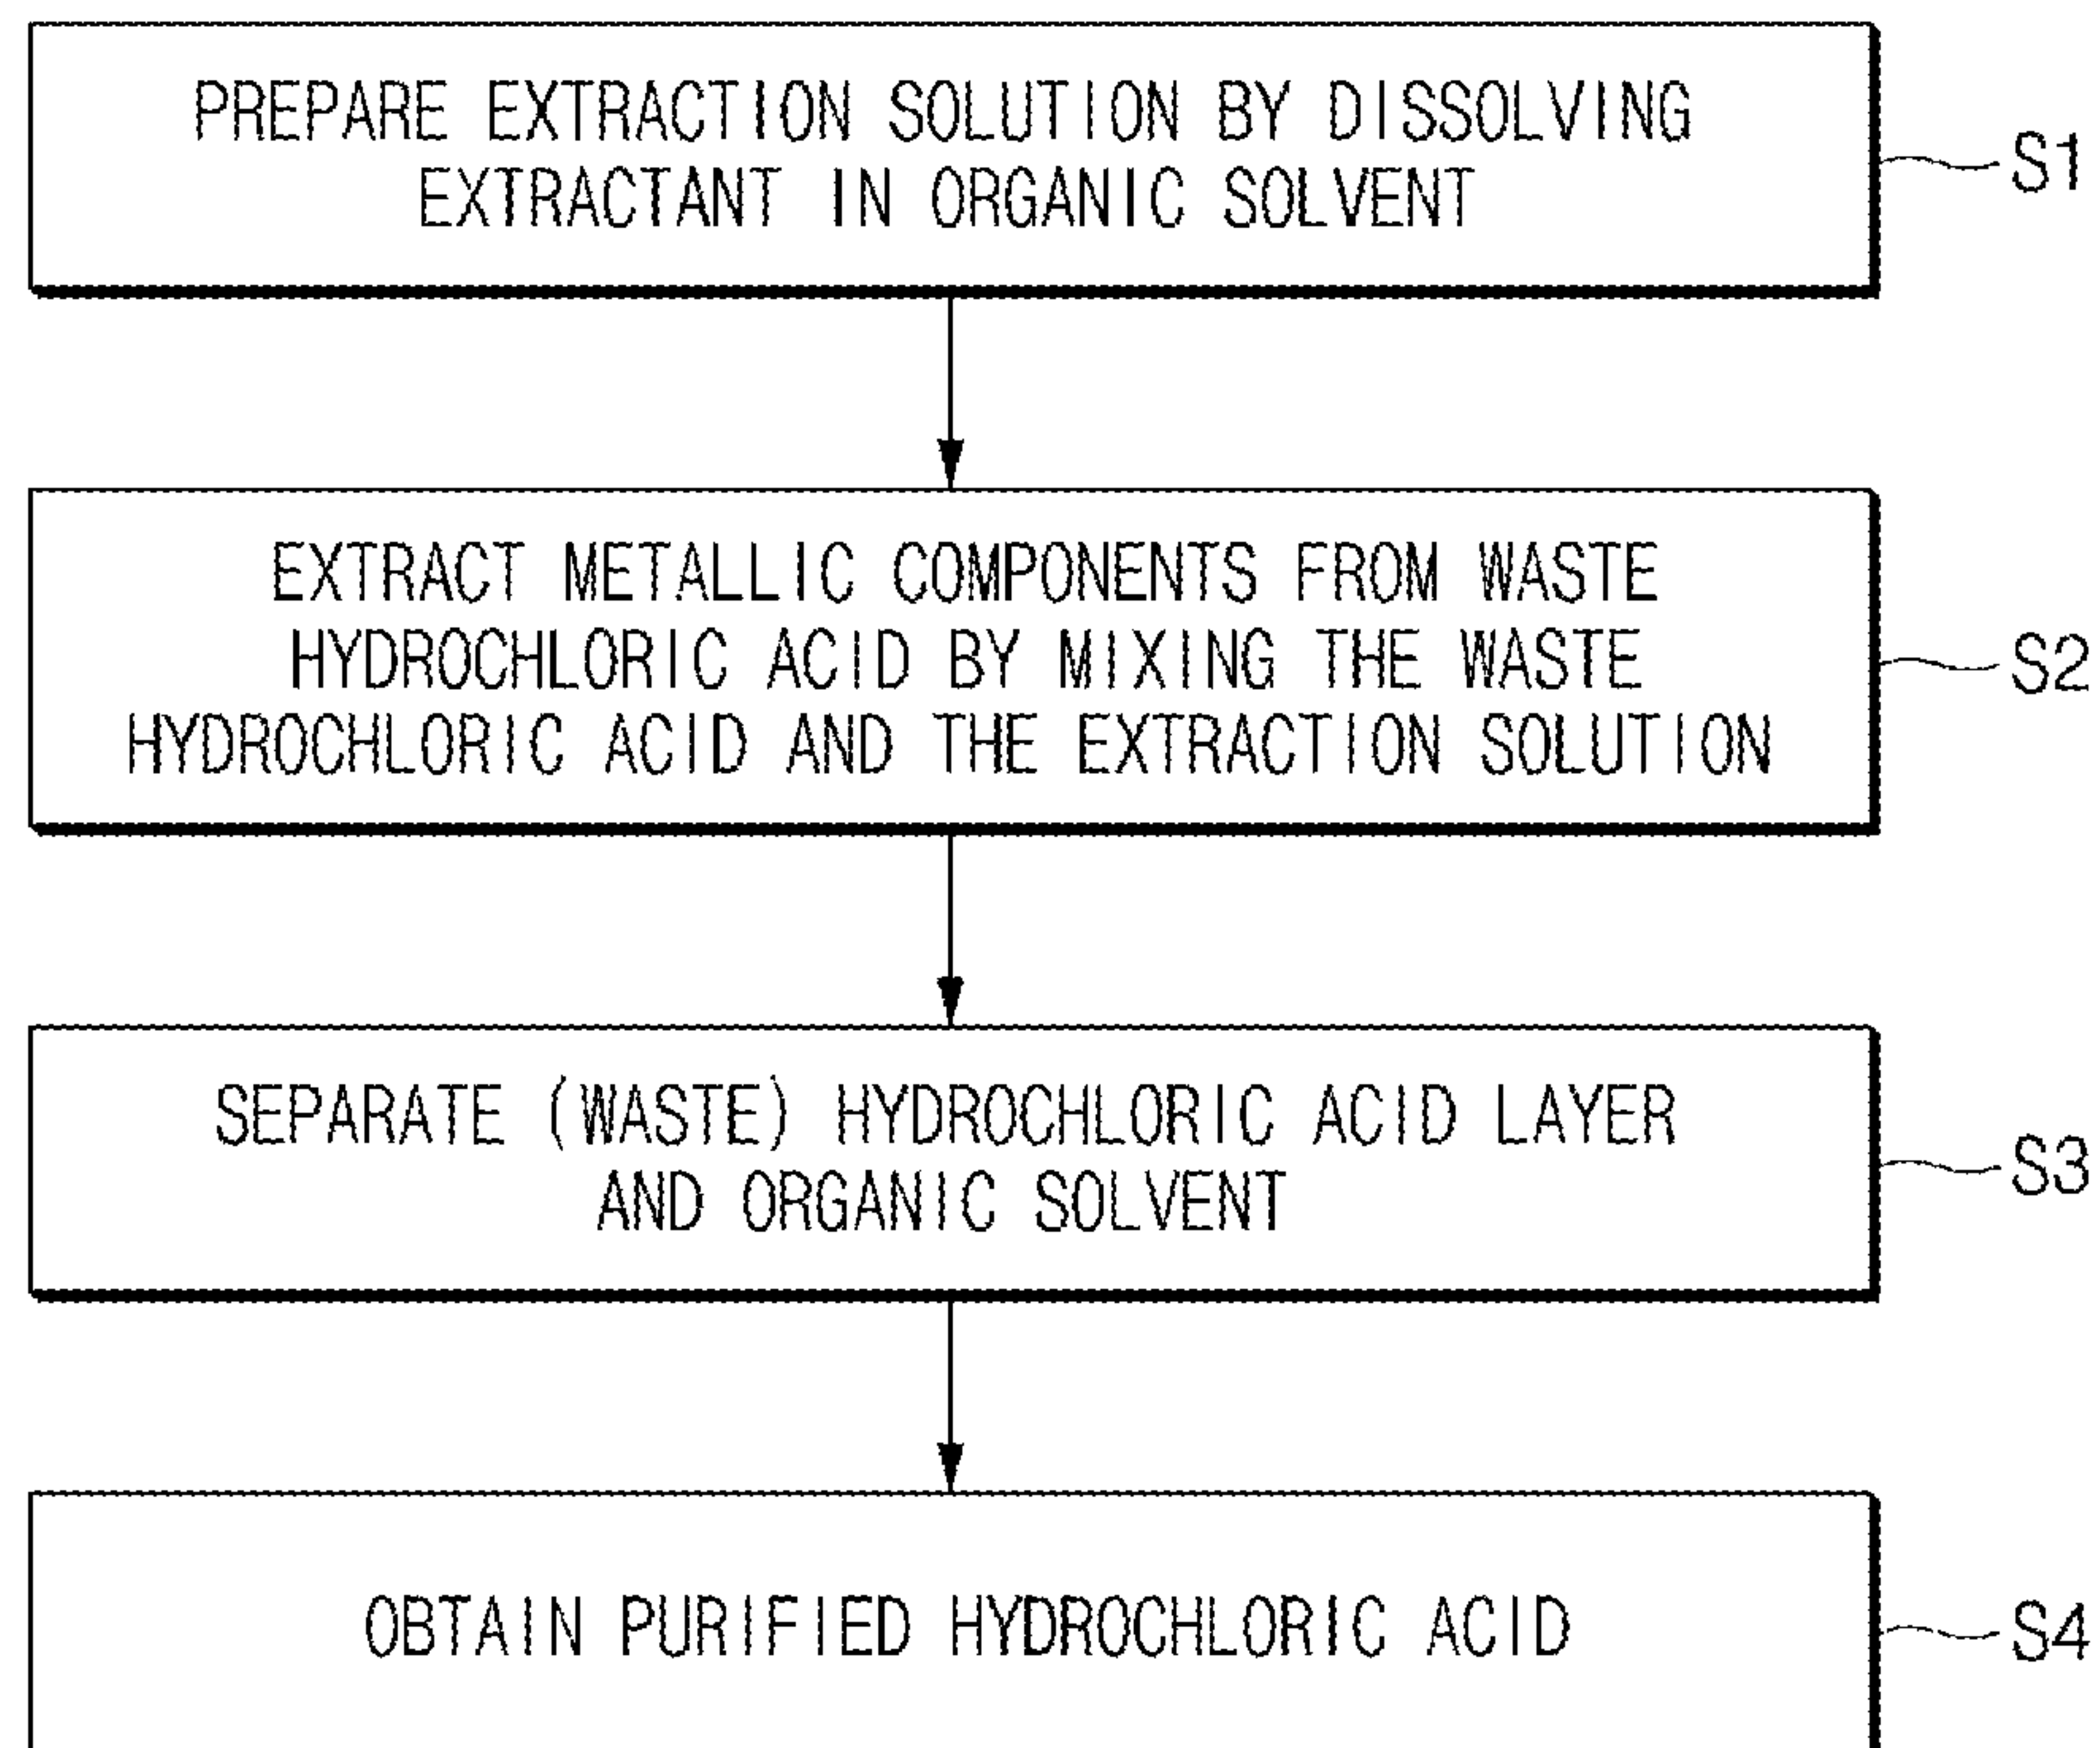 PREPARE EXTRACTION SOLUTION BY DISSOLVING
EXTRACTANT IN ORGANIC SOLVENT
S1
EXTRACT METALLIC COMPONENTS FROM WASTE
HYDROCHLORIC ACID BY MIXING THE WASTE
HYDROCHLORIC ACID AND THE EXTRACTION SOLUTION
S2
SEPARATE (WASTE) HYDROCHLORIC ACID LAYER
AND ORGANIC SOLVENT
S3
OBTAIN PURIFIED HYDROCHLORIC ACID
S4